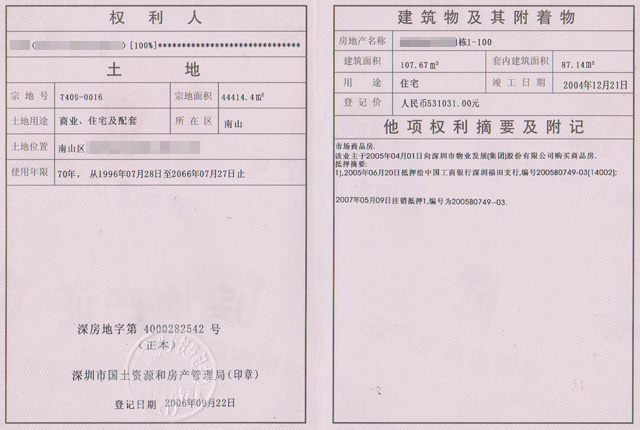 权利人
[100%]******************************
土地
宗地号 T409-0016 宗地面积 44414.4m²
土地用途 商业、住宅及配套 所在区 南山
土地位置 南山区
使用年限 70年, 从1996年07月28日至2066年07月27日止
深房地字第 4000282542 号
(正本)
深圳市国土资源和房产管理局(印章)
登记日期 2006年09月22日
建筑物及其附着物
房地产名称 栋1-100
建筑面积 107.67m² 套内建筑面积 87.14m²
用途 住宅 竣工日期 2004年12月21日
登记价 人民币531031.00元
他项权利摘要及附记
市场商品房.
该业主于2005年04月01日向深圳市物业发展(集团)股份有限公司购买商品房.
抵押摘要:
1),2005年06月20日抵押给中国工商银行深圳福田支行,编号2005B0749-03[14002];
2007年05月09日注销抵押1,编号为2005B0749--03.